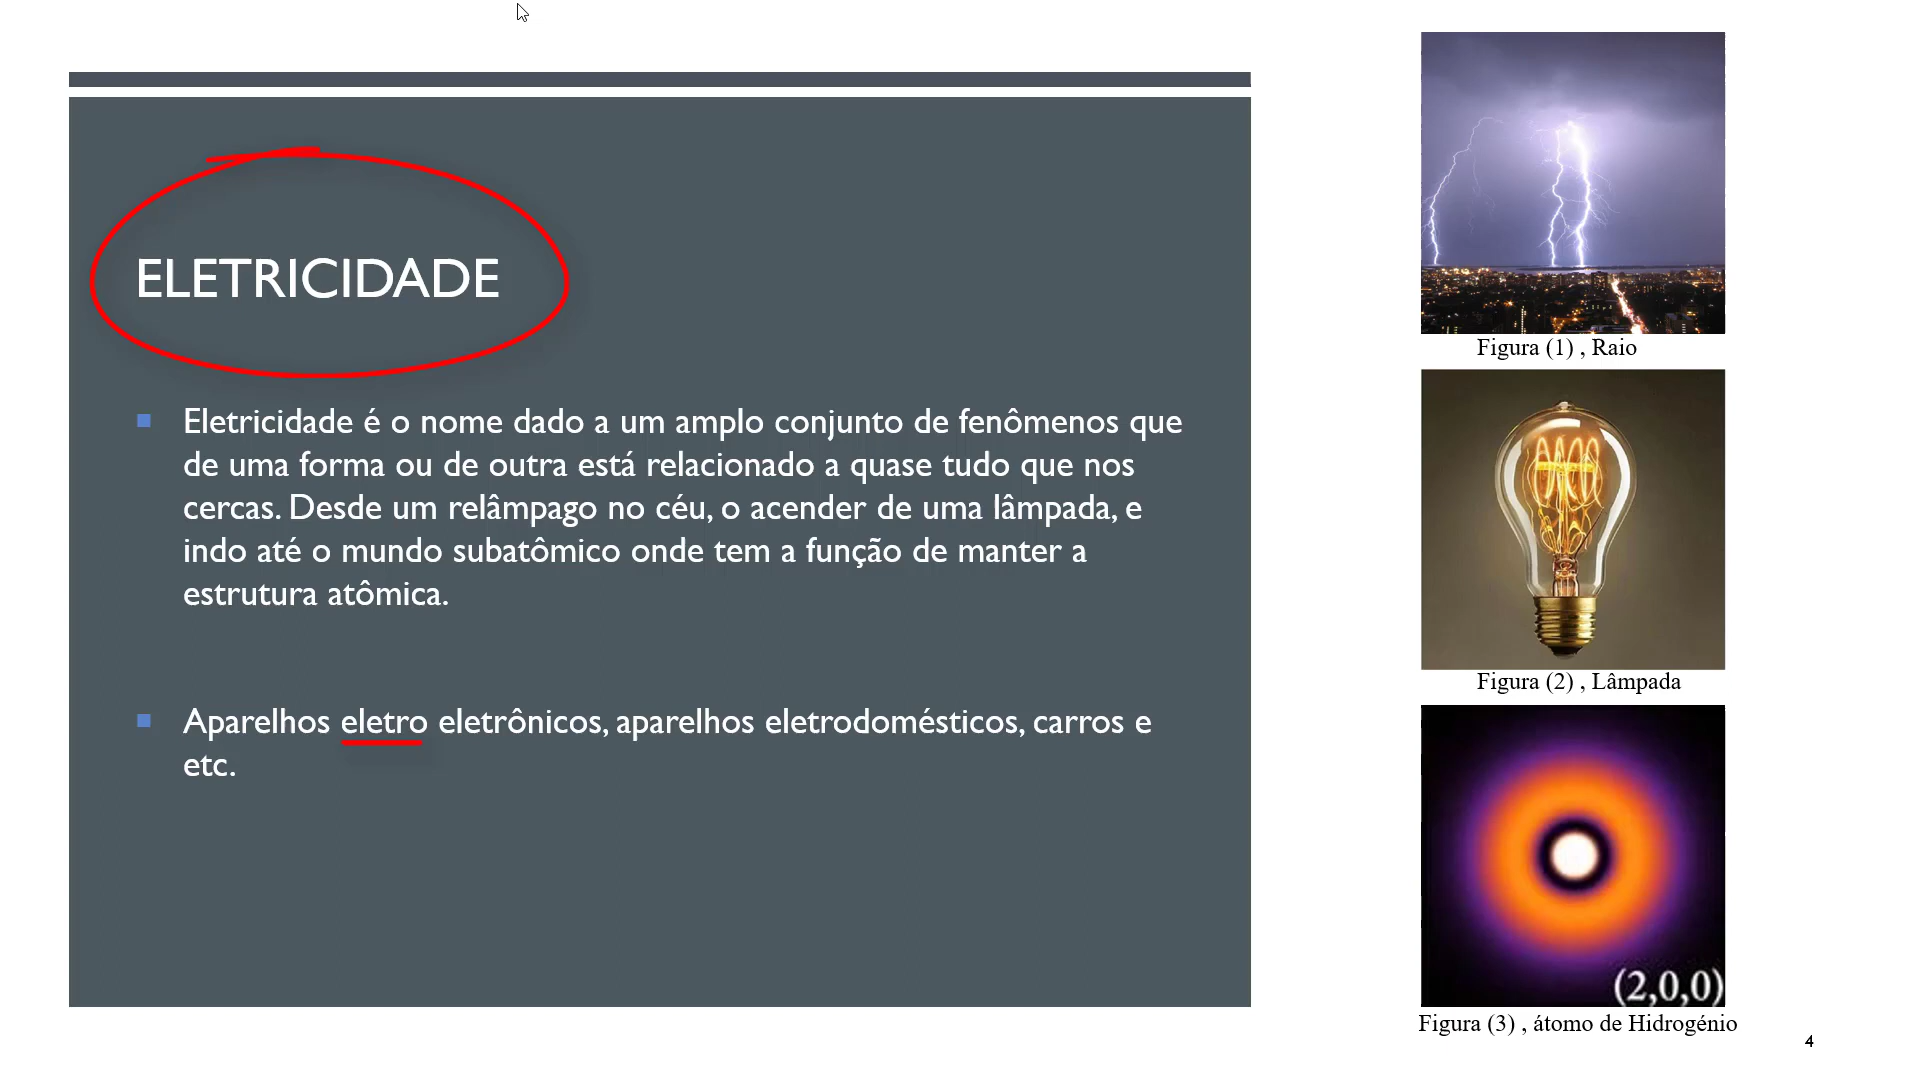 ELETRICIDADE
Eletricidade é o nome dado a um amplo conjunto de fenômenos que
de uma forma ou de outra está relacionado a quase tudo que nos
cercas. Desde um relâmpago no céu, o acender de uma lâmpada, e
indo até o mundo subatômico onde tem a função de manter a
estrutura atômica.
Aparelhos eletro eletrônicos, aparelhos eletrodomésticos, carros e
etc.
Figura (1) , Raio
Figura (2) , Lâmpada
(2,0,0)
Figura (3) , átomo de Hidrogénio
4